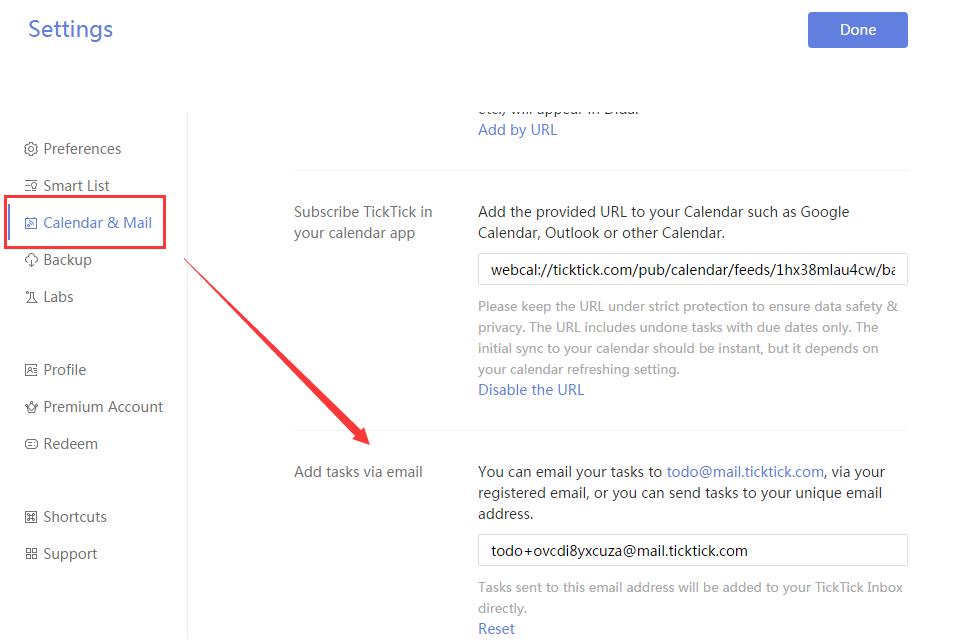 Settings
Done
Preferences
Smart List
Calendar & Mail
Backup
Labs
Profile
Premium Account
Redeem
Shortcuts
Support
etc) will appear in Didal
Add by URL
Subscribe TickTick in
your calendar app
Add the provided URL to your Calendar such as Google
Calendar, Outlook or other Calendar.
webcal://ticktick.com/pub/calendar/feeds/1hx38mlau4cw/ba
Please keep the URL under strict protection to ensure data safety &
privacy. The URL includes undone tasks with due dates only. The
initial sync to your calendar should be instant, but it depends on
your calendar refreshing setting.
Disable the URL
Add tasks via email
You can email your tasks to todo@mail.ticktick.com, via your
registered email, or you can send tasks to your unique email
address.
todo+ovcdi8yxcuza@mail.ticktick.com
Tasks sent to this email address will be added to your TickTick Inbox
directly.
Reset